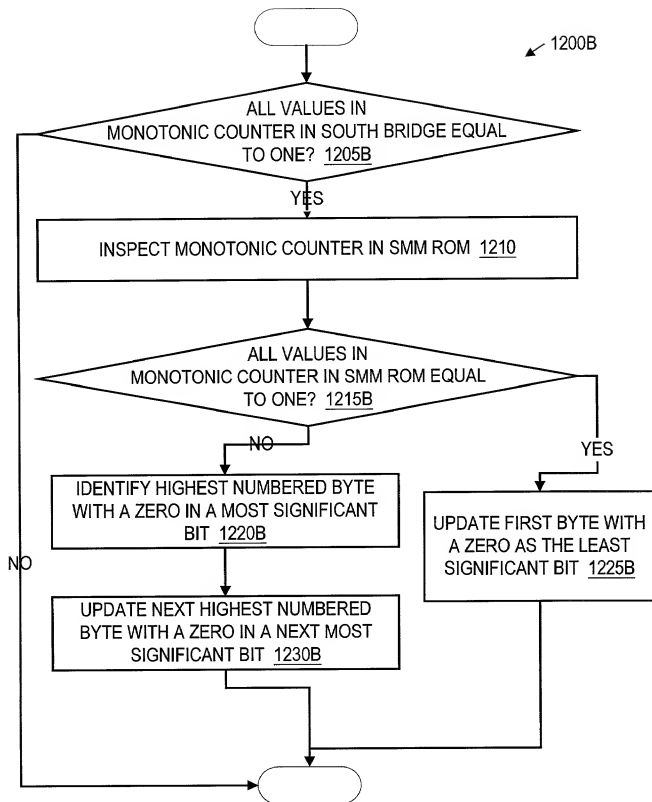 1200B
ALL VALUES IN
MONOTONIC COUNTER IN SOUTH BRIDGE EQUAL
TO ONE? 1205B
YES
INSPECT MONOTONIC COUNTER IN SMM ROM 1210
ALL VALUES IN
MONOTONIC COUNTER IN SMM ROM EQUAL
TO ONE? 1215B
NO
YES
IDENTIFY HIGHEST NUMBERED BYTE
WITH A ZERO IN A MOST SIGNIFICANT
BIT 1220B
UPDATE FIRST BYTE WITH
A ZERO AS THE LEAST
SIGNIFICANT BIT 1225B
NO
UPDATE NEXT HIGHEST NUMBERED
BYTE WITH A ZERO IN A NEXT MOST
SIGNIFICANT BIT 1230B